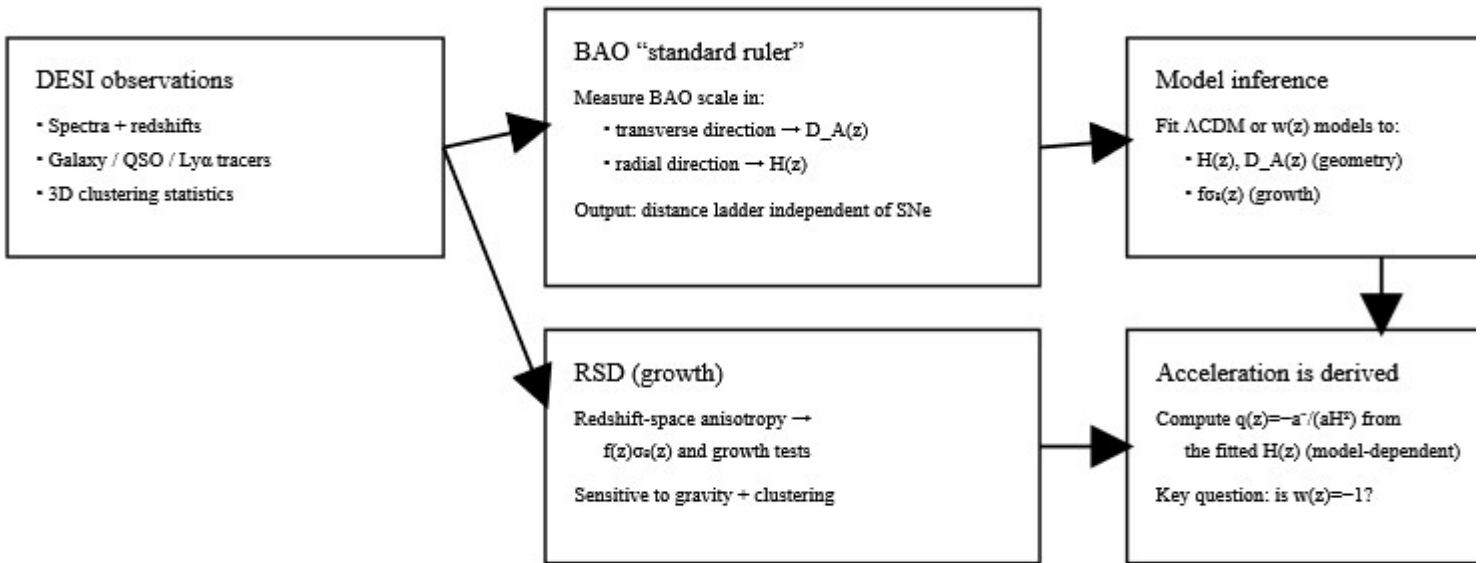 DESI observations
▪ Spectra + redshifts
▪ Galaxy / QSO / Lyα tracers
▪ 3D clustering statistics
BAO “standard ruler”
Measure BAO scale in:
▪ transverse direction → D_A(z)
▪ radial direction → H(z)
Output: distance ladder independent of SNe
Model inference
Fit ΛCDM or w(z) models to:
▪ H(z), D_A(z) (geometry)
▪ fσ₈(z) (growth)
RSD (growth)
Redshift-space anisotropy →
f(z)σ₈(z) and growth tests
Sensitive to gravity + clustering
Acceleration is derived
Compute q(z)=−a¨/(aH²) from
the fitted H(z) (model-dependent)
Key question: is w(z)=−1?